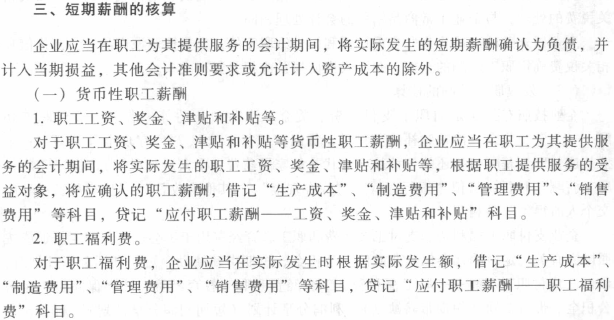 三、短期薪酬的核算
企业应当在职工为其提供服务的会计期间，将实际发生的短期薪酬确认为负债，并
计入当期损益，其他会计准则要求或允许计入资产成本的除外。
（一）货币性职工薪酬
1. 职工工资、奖金、津贴和补贴等。
对于职工工资、奖金、津贴和补贴等货币性职工薪酬，企业应当在职工为其提供服
务的会计期间，将实际发生的职工工资、奖金、津贴和补贴等，根据职工提供服务的受
益对象，将应确认的职工薪酬，借记“生产成本”、“制造费用”、“管理费用”、“销售
费用”等科目，贷记“应付职工薪酬——工资、奖金、津贴和补贴”科目。
2. 职工福利费。
对于职工福利费，企业应当在实际发生时根据实际发生额，借记“生产成本”、
“制造费用”、“管理费用”、“销售费用”等科目，贷记“应付职工薪酬——职工福利
费”科目。